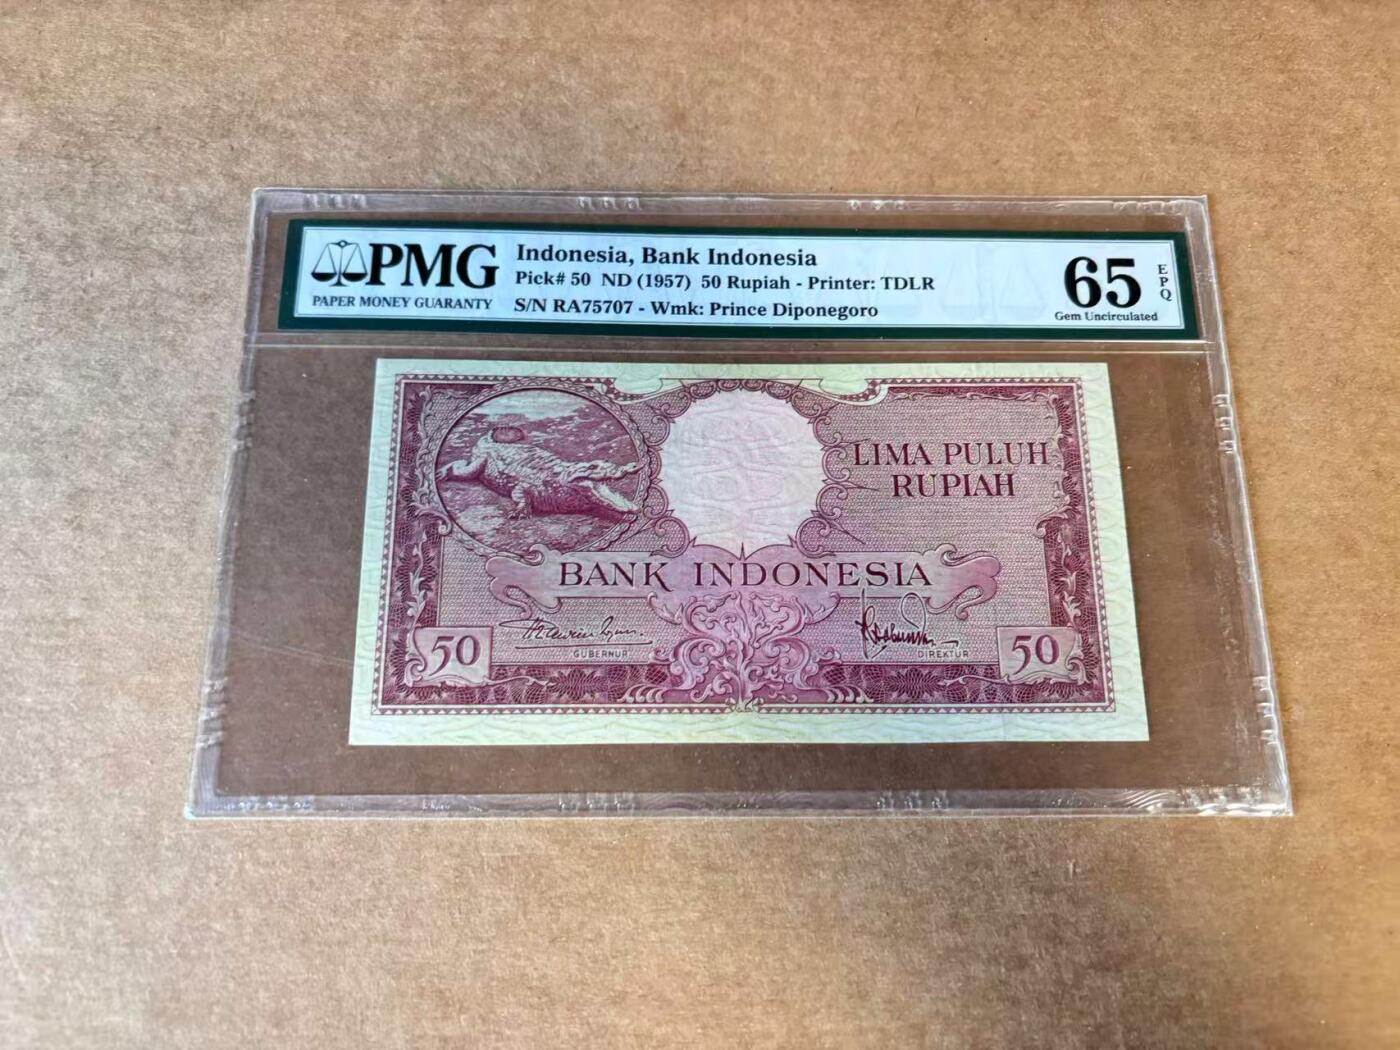 PMG
PAPER MONEY GUARANTY
Indonesia, Bank Indonesia
Pick# 50 ND (1957) 50 Rupiah - Printer: TDLR
S/N RA75707 - Wmk: Prince Diponegoro
65
EPQ
Gem Uncirculated
LIMA PULUH
RUPIAH
BANK INDONESIA
50
GUBERNUR
DIREKTUR
50